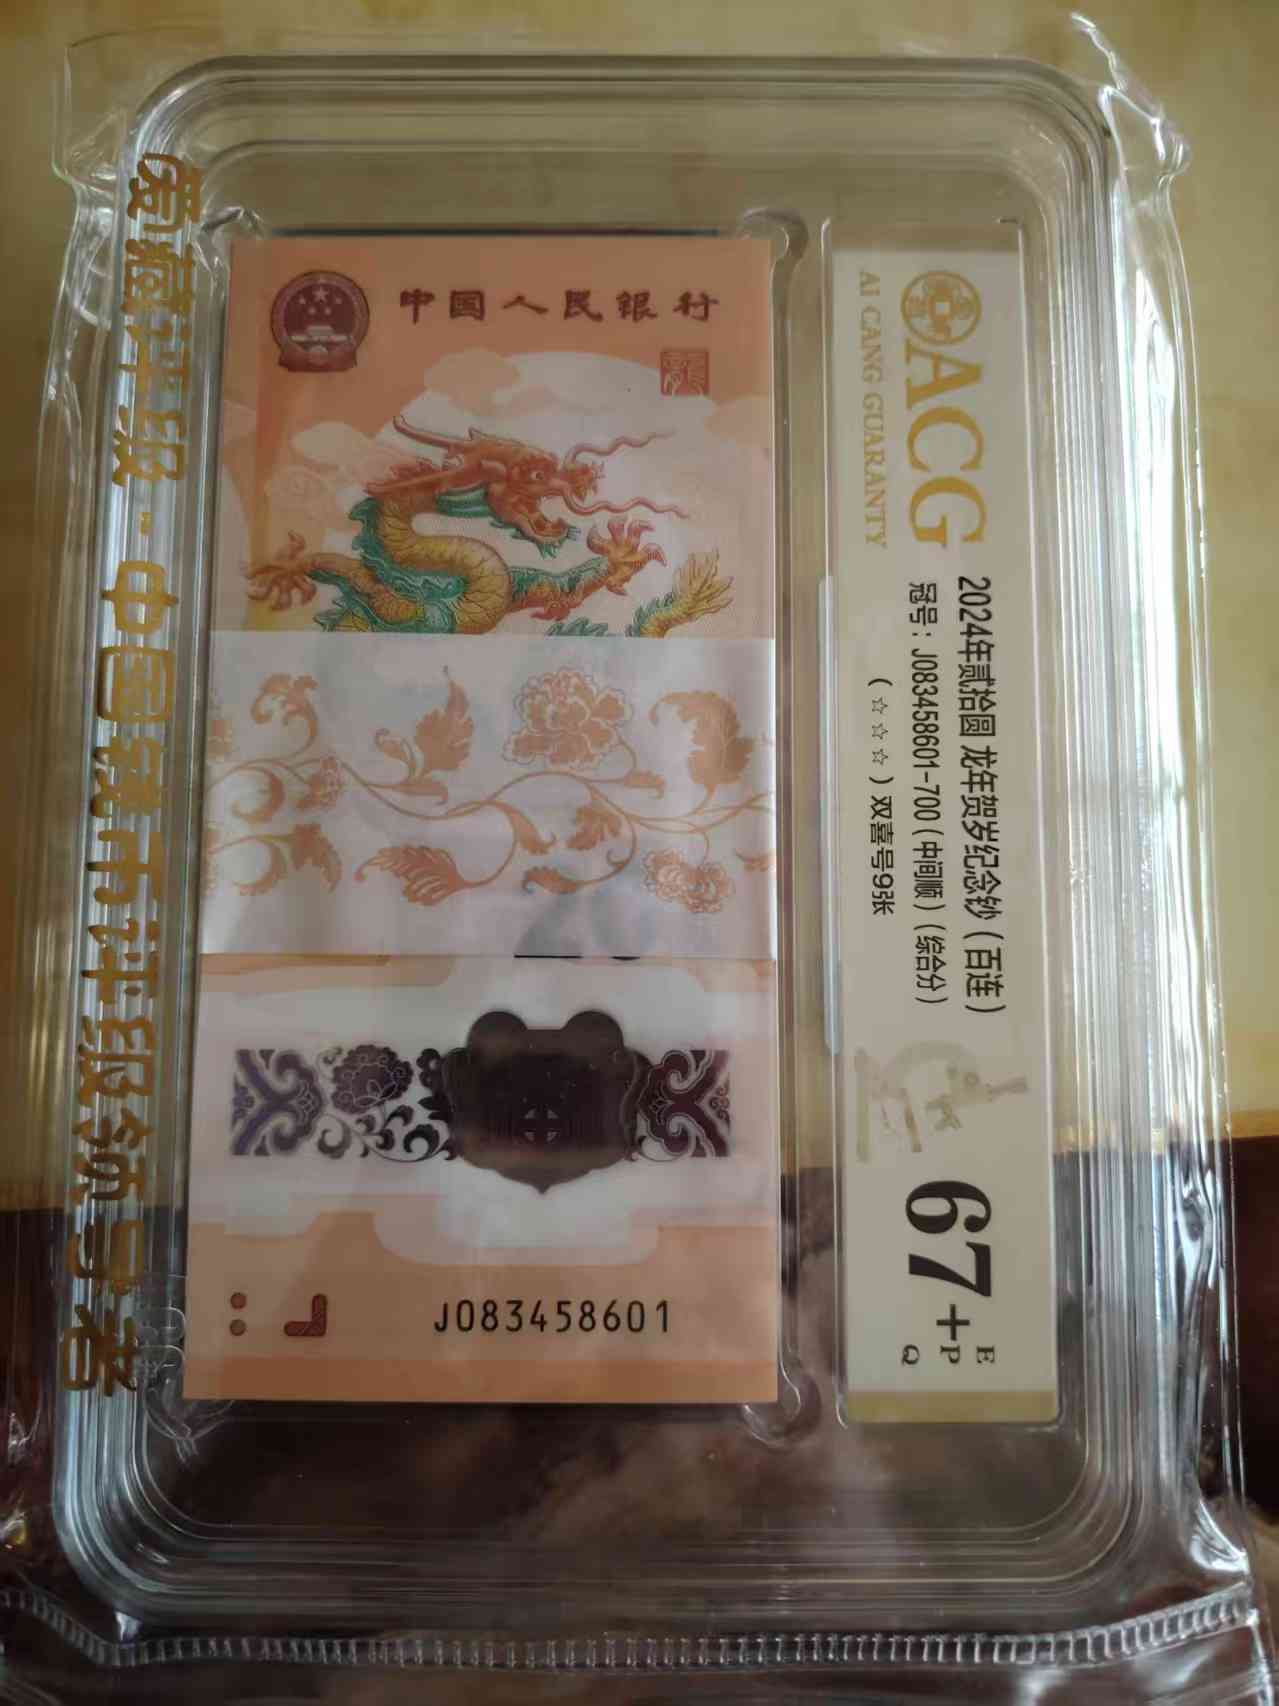 爱藏评级-中国钱币评级领导者
中国人民银行
龍
J083458601
ACG
AI CANG GUARANTY
2024年贰拾圆 龙年贺岁纪念钞（百连）
冠号：J083458601-700（中间顺）（综合分）
（☆☆☆）双喜号9张
67+
E
P
Q